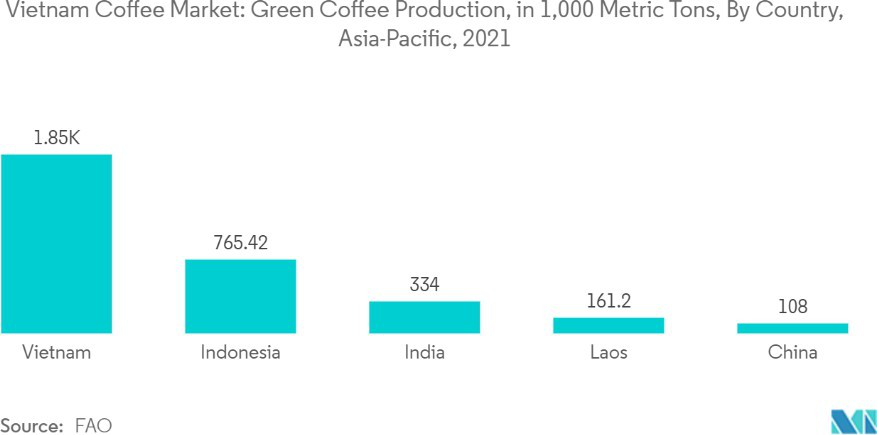 Vietnam Coffee Market: Green Coffee Production, in 1,000 Metric Tons, By Country,
Asia-Pacific, 2021
1.85K
765.42
334
161.2
108
Vietnam
Indonesia
India
Laos
China
Source: FAO